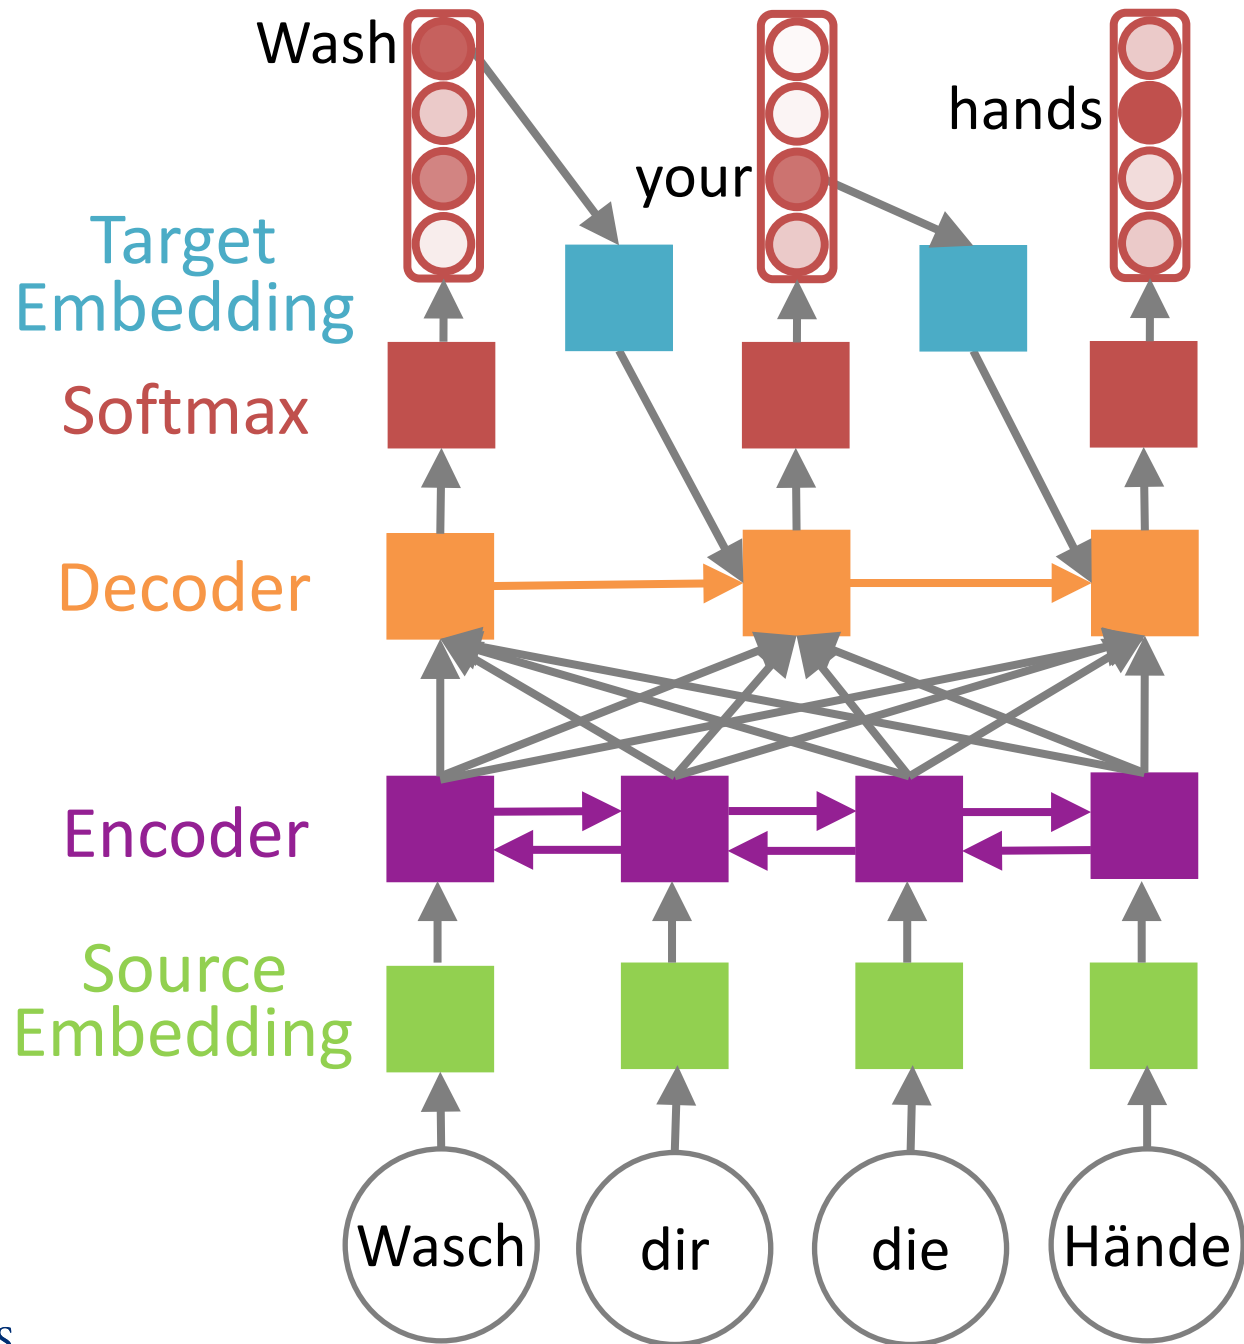 Wash
hands
your
Target
Embedding
Softmax
Decoder
Encoder
Source
Embedding
Wasch
dir
die
Hände
s